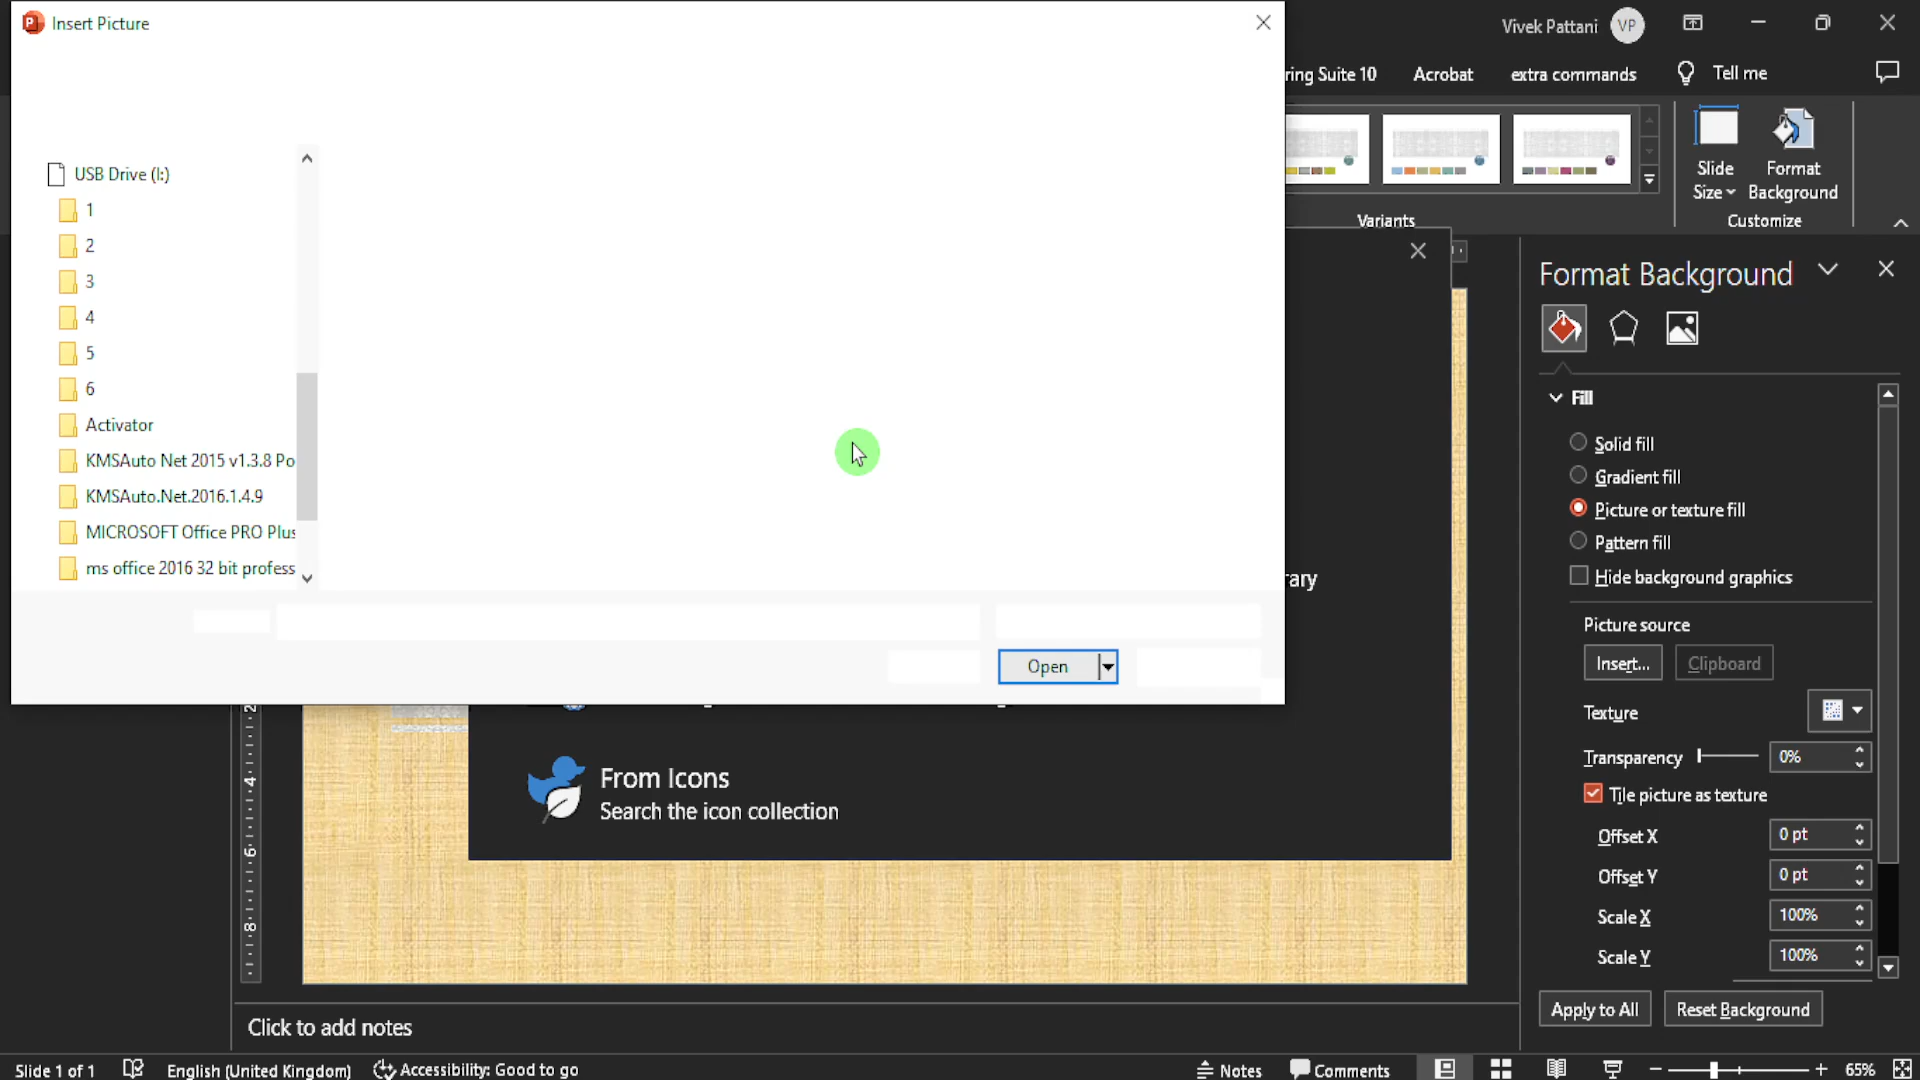 Insert Picture
Vivek Pattani
VP
ring Suite 10
Acrobat
extra commands
Tell me
USB Drive (I:)
1
2
3
4
5
6
Activator
KMSAuto Net 2015 v1.3.8 Po
KMSAuto.Net.2016.1.4.9
MICROSOFT Office PRO Plus
ms office 2016 32 bit profess
Open
Slide
Size
Format
Background
Variants
Customize
Format Background
Fill
Solid fill
Gradient fill
Picture or texture fill
Pattern fill
Hide background graphics
Picture source
Insert...
Clipboard
Texture
Transparency
0%
Tile picture as texture
Offset X
0 pt
Offset Y
0 pt
Scale X
100%
Scale Y
100%
Apply to All
Reset Background
rary
From Icons
Search the icon collection
2
4
6
8
Click to add notes
Slide 1 of 1
English (United Kingdom)
Accessibility: Good to go
Notes
Comments
65%